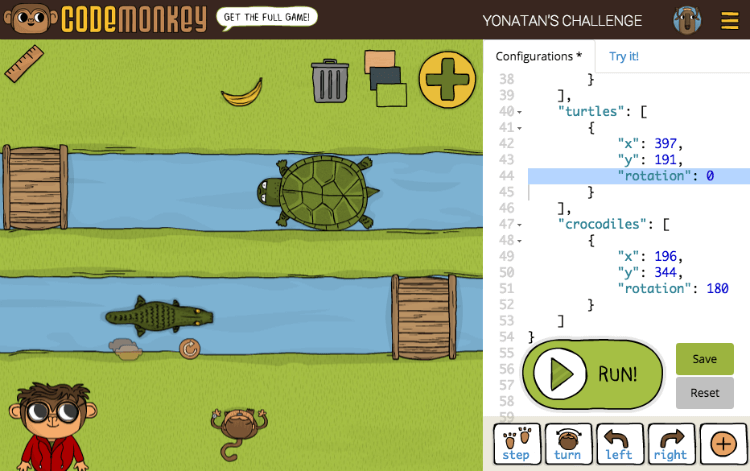 CODEMONKEY
GET THE FULL GAME!
YONATAN'S CHALLENGE
Configurations *
Try it!
38 }
39 ],
40 "turtles": [
41 {
42 "x": 397,
43 "y": 191,
44 "rotation": 0
45 }
46 ],
47 "crocodiles": [
48 {
49 "x": 196,
50 "y": 344,
51 "rotation": 180
52 }
53 ]
54 }
55
56
57
58
59
RUN!
Save
Reset
step
turn
left
right